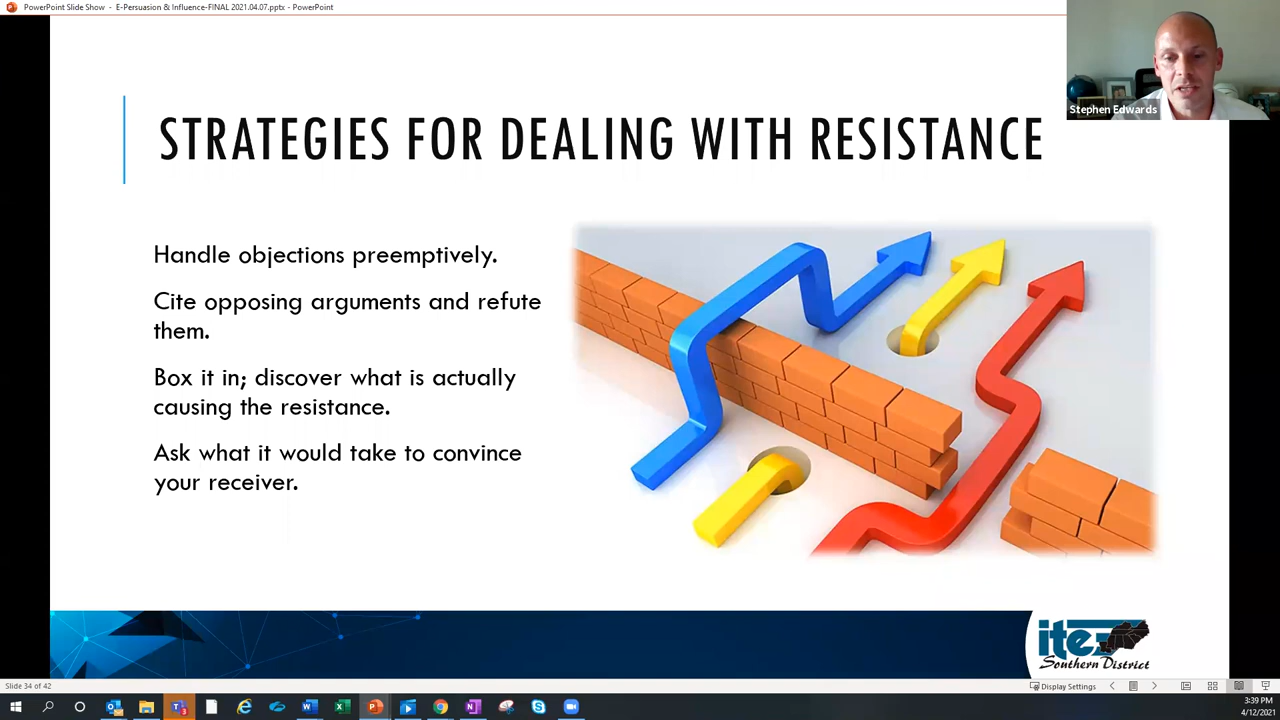 PowerPoint Slide Show - E-Persuasion & Influence-FINAL 2021.04.07.pptx - PowerPoint
Stephen Edwards
STRATEGIES FOR DEALING WITH RESISTANCE
Handle objections preemptively.
Cite opposing arguments and refute
them.
Box it in; discover what is actually
causing the resistance.
Ask what it would take to convince
your receiver.
ite
Southern District
Slide 34 of 42
Display Settings
3:39 PM
4/12/2021